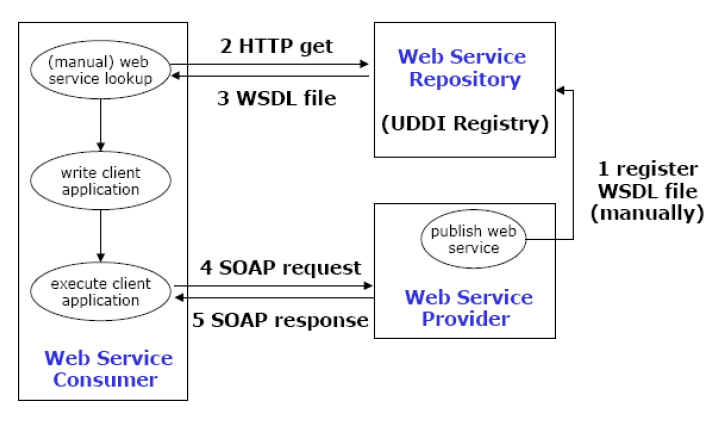 (manual) web
service lookup
2 HTTP get
3 WSDL file
Web Service
Repository
(UDDI Registry)
write client
application
1 register
WSDL file
(manually)
publish web
service
execute client
application
4 SOAP request
5 SOAP response
Web Service
Provider
Web Service
Consumer